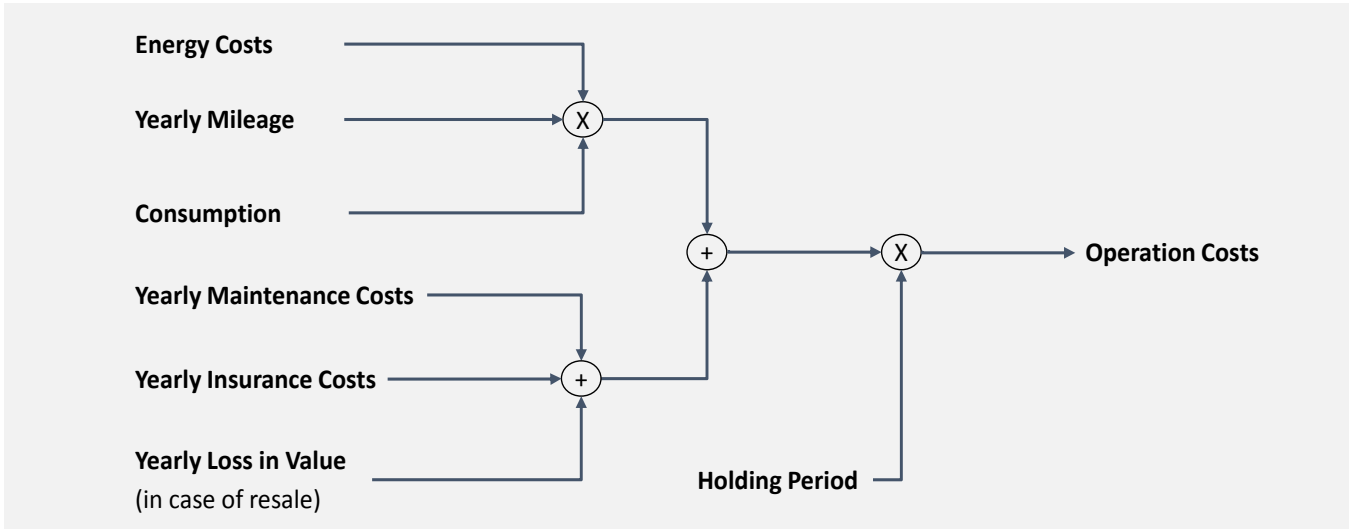 Energy Costs
Yearly Mileage
X
Consumption
+
X
Operation Costs
Yearly Maintenance Costs
Yearly Insurance Costs
+
Yearly Loss in Value
(in case of resale)
Holding Period